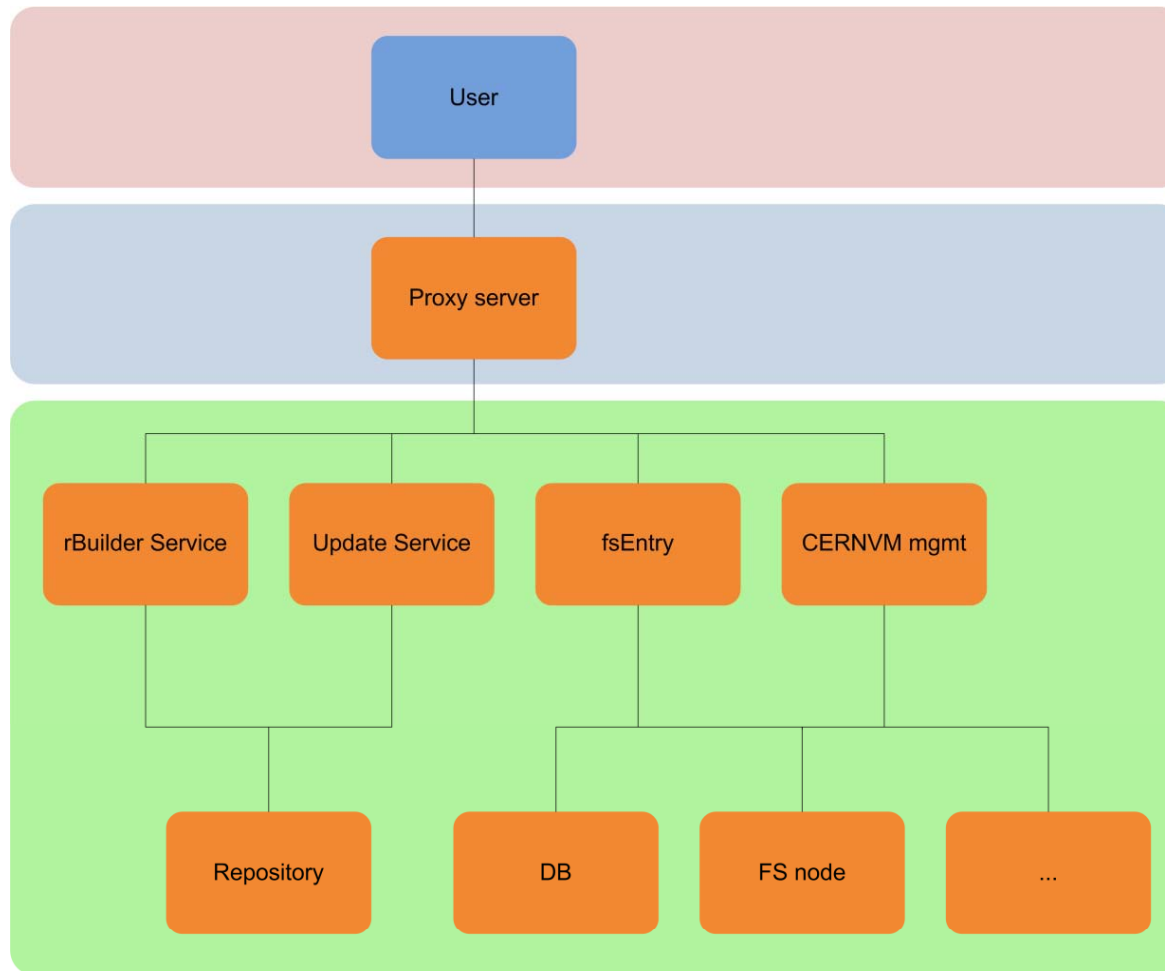 User
Proxy server
rBuilder Service
Update Service
fsEntry
CERNVM mgmt
Repository
DB
FS node
...